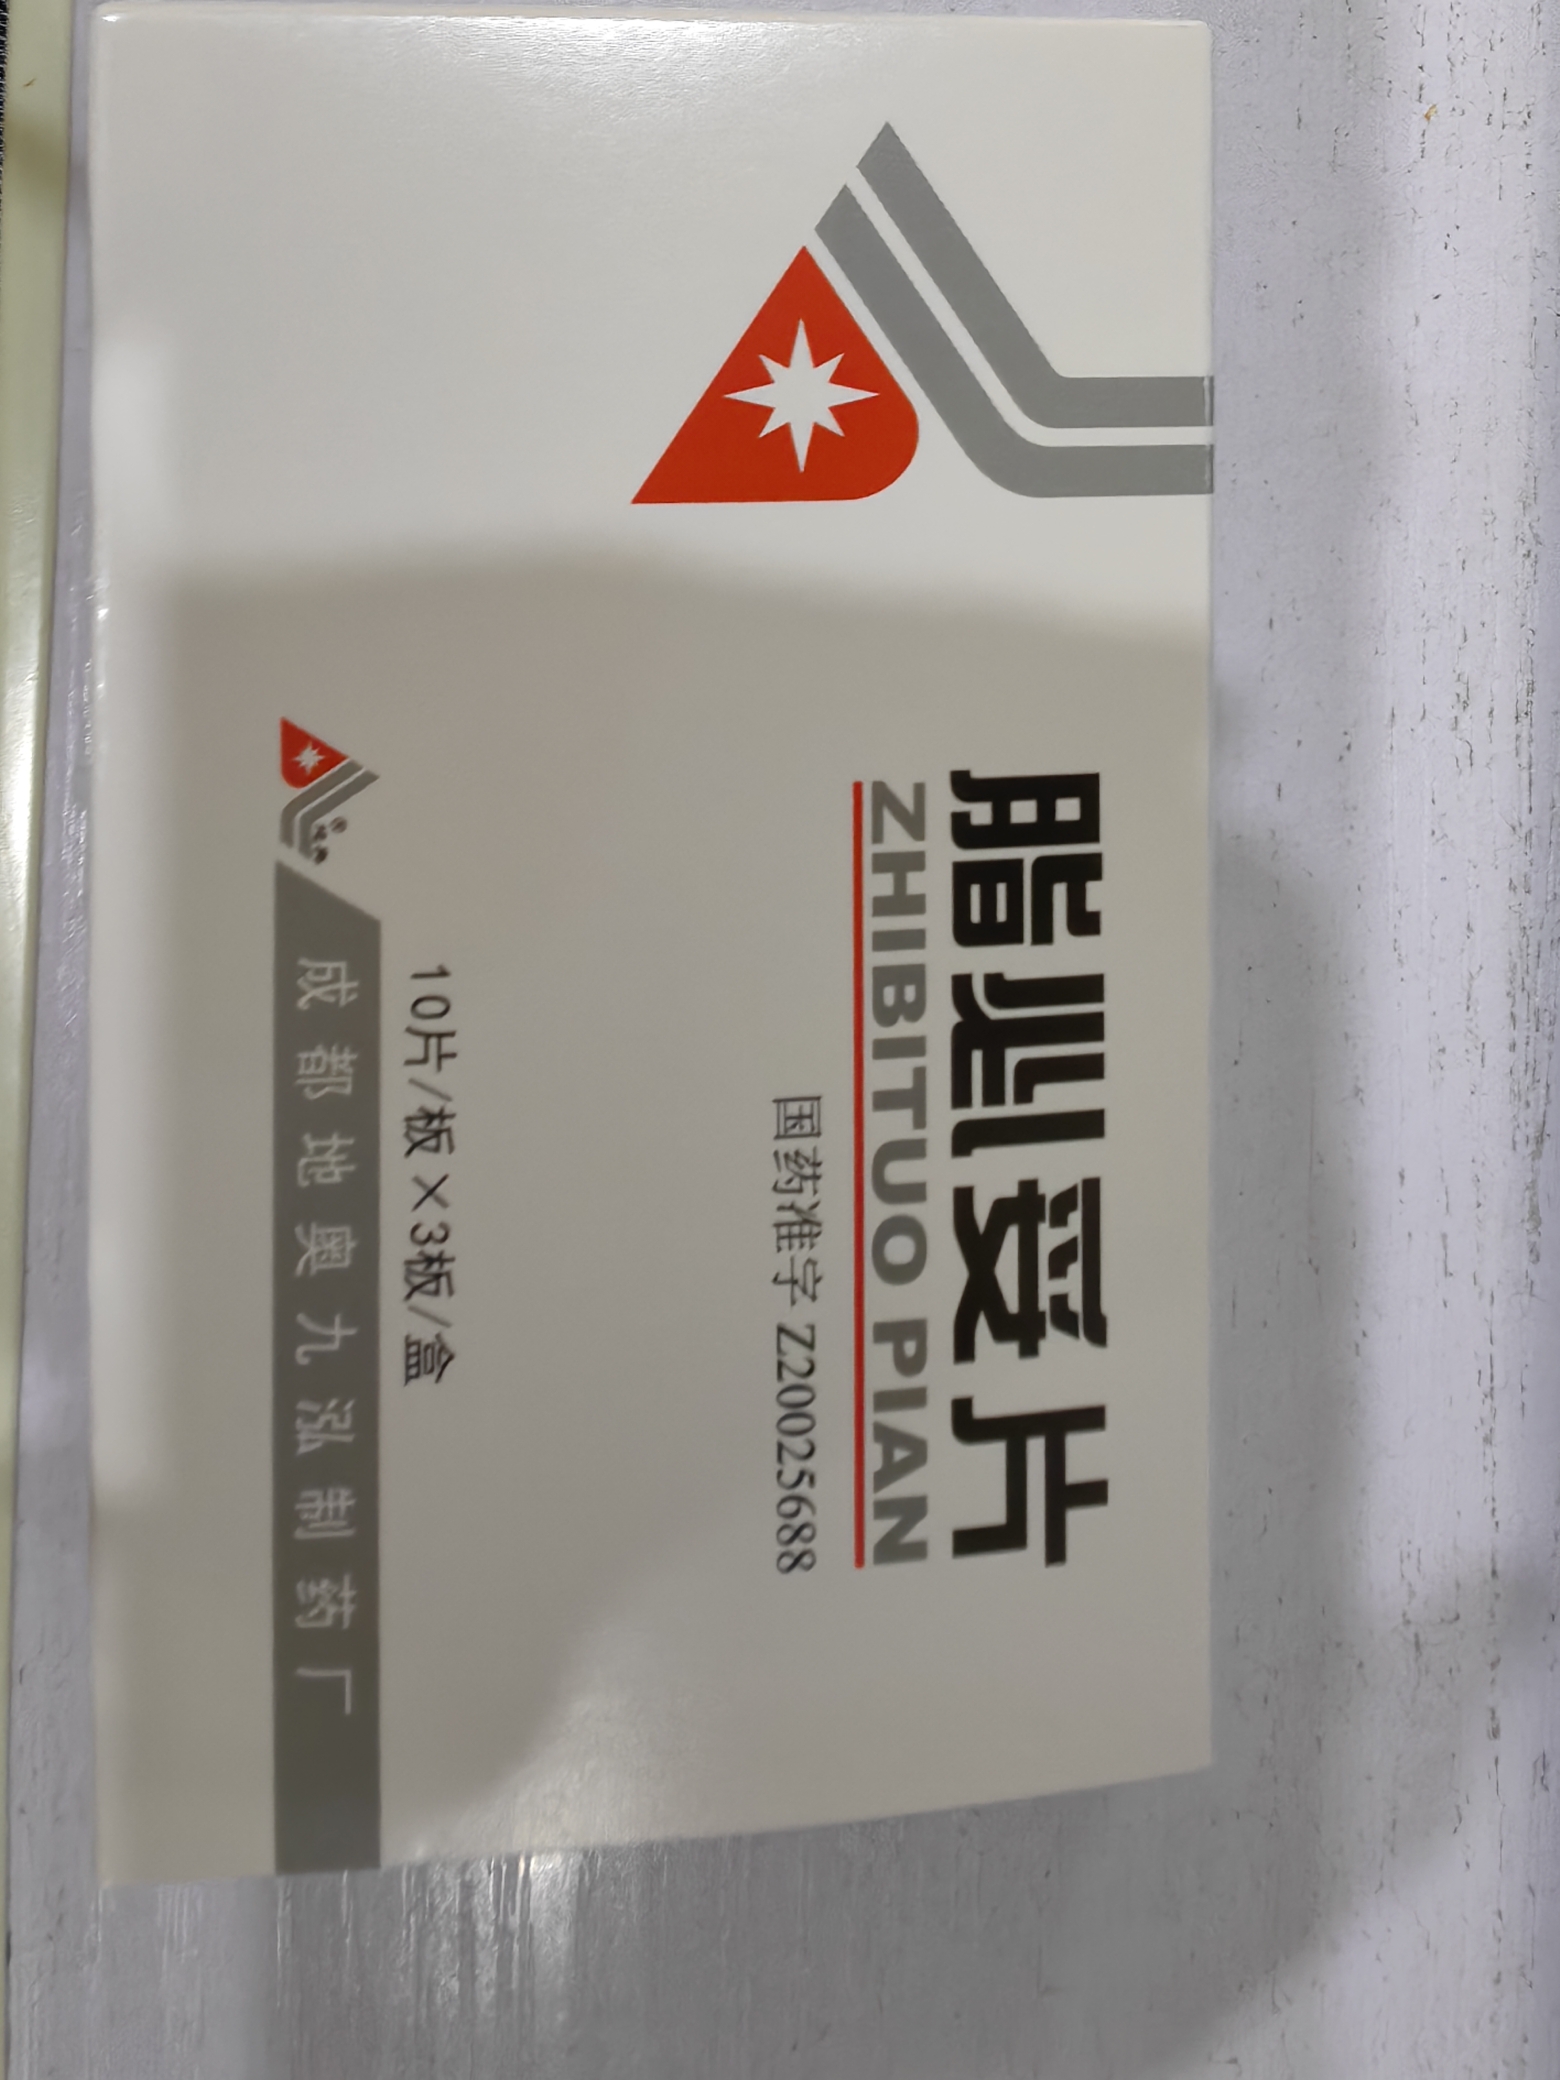 脂必妥片
ZHIBITUO PIAN
国药准字 Z20025688
10片/板×3板/盒
®
成都地奥九泓制药厂